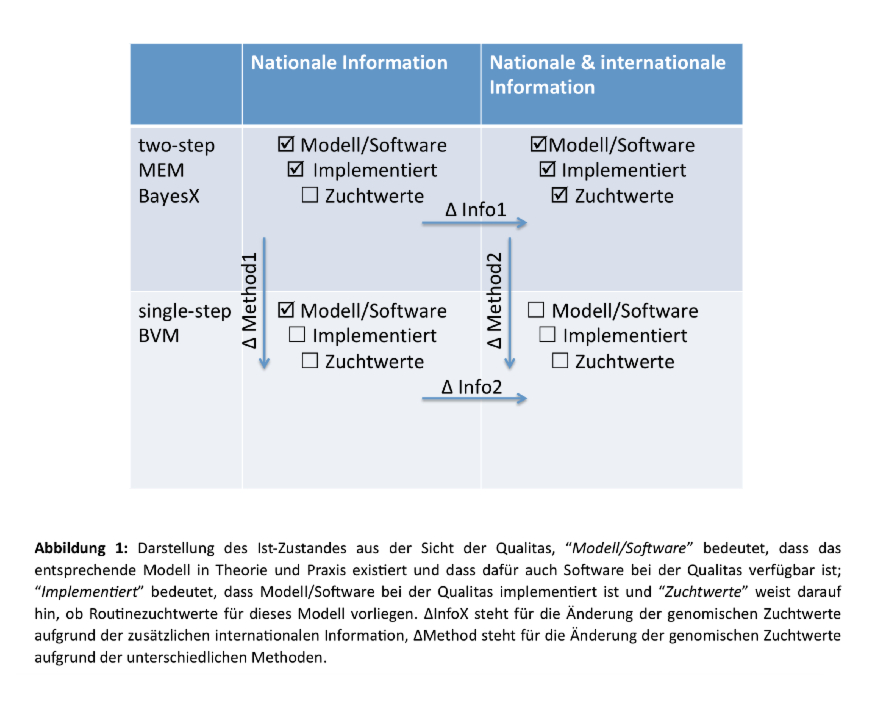 Nationale Information
Nationale & internationale
Information
two-step
MEM
BayesX
☑ Modell/Software
☑ Implementiert
☐ Zuchtwerte
☑Modell/Software
☑ Implementiert
☑ Zuchtwerte
Δ Info1
Δ Method1
Δ Method2
single-step
BVM
☑ Modell/Software
☐ Implementiert
☐ Zuchtwerte
☐ Modell/Software
☐ Implementiert
☐ Zuchtwerte
Δ Info2
Abbildung 1: Darstellung des Ist-Zustandes aus der Sicht der Qualitas, “Modell/Software” bedeutet, dass das
entsprechende Modell in Theorie und Praxis existiert und dass dafür auch Software bei der Qualitas verfügbar ist;
“Implementiert” bedeutet, dass Modell/Software bei der Qualitas implementiert ist und “Zuchtwerte” weist darauf
hin, ob Routinezuchtwerte für dieses Modell vorliegen. ΔInfoX steht für die Änderung der genomischen Zuchtwerte
aufgrund der zusätzlichen internationalen Information, ΔMethod steht für die Änderung der genomischen Zuchtwerte
aufgrund der unterschiedlichen Methoden.